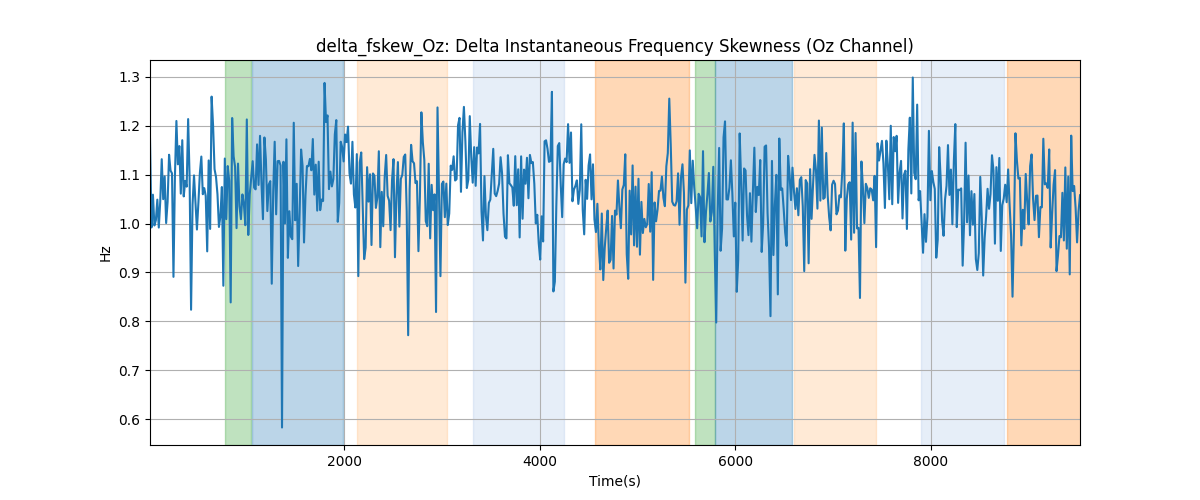 delta_fskew_Oz: Delta Instantaneous Frequency Skewness (Oz Channel)
1.3
1.2
1.1
1.0
0.9
0.8
0.7
0.6
Hz
2000 4000 6000 8000
Time(s)